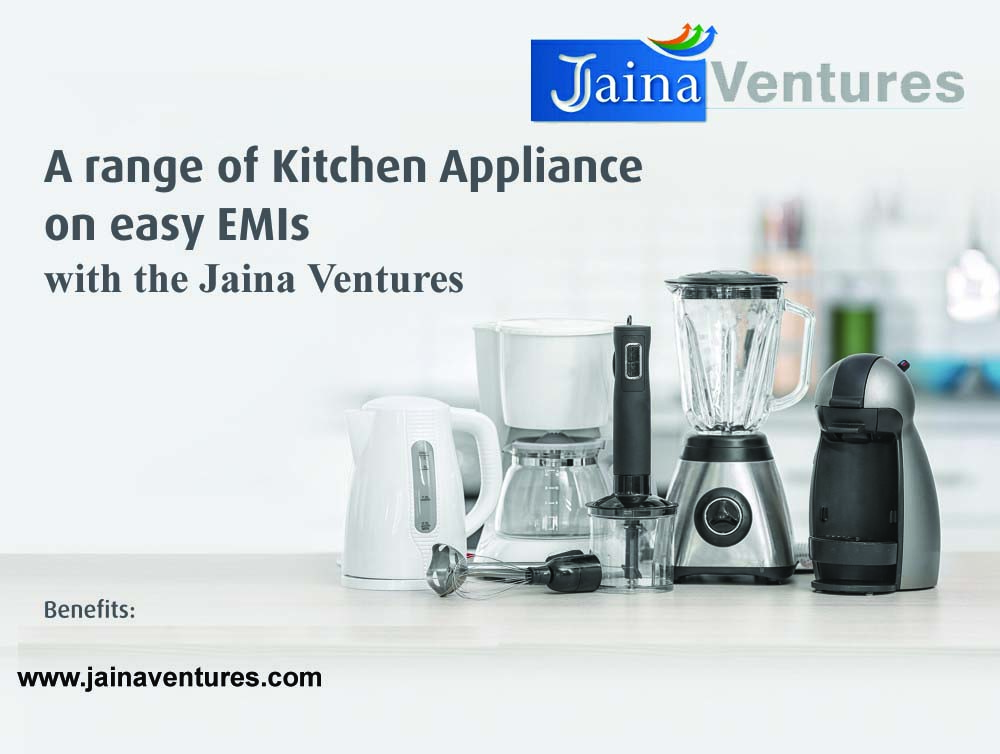 Jaina Ventures
A range of Kitchen Appliance
on easy EMIs
with the Jaina Ventures
Benefits:
www.jainaventures.com